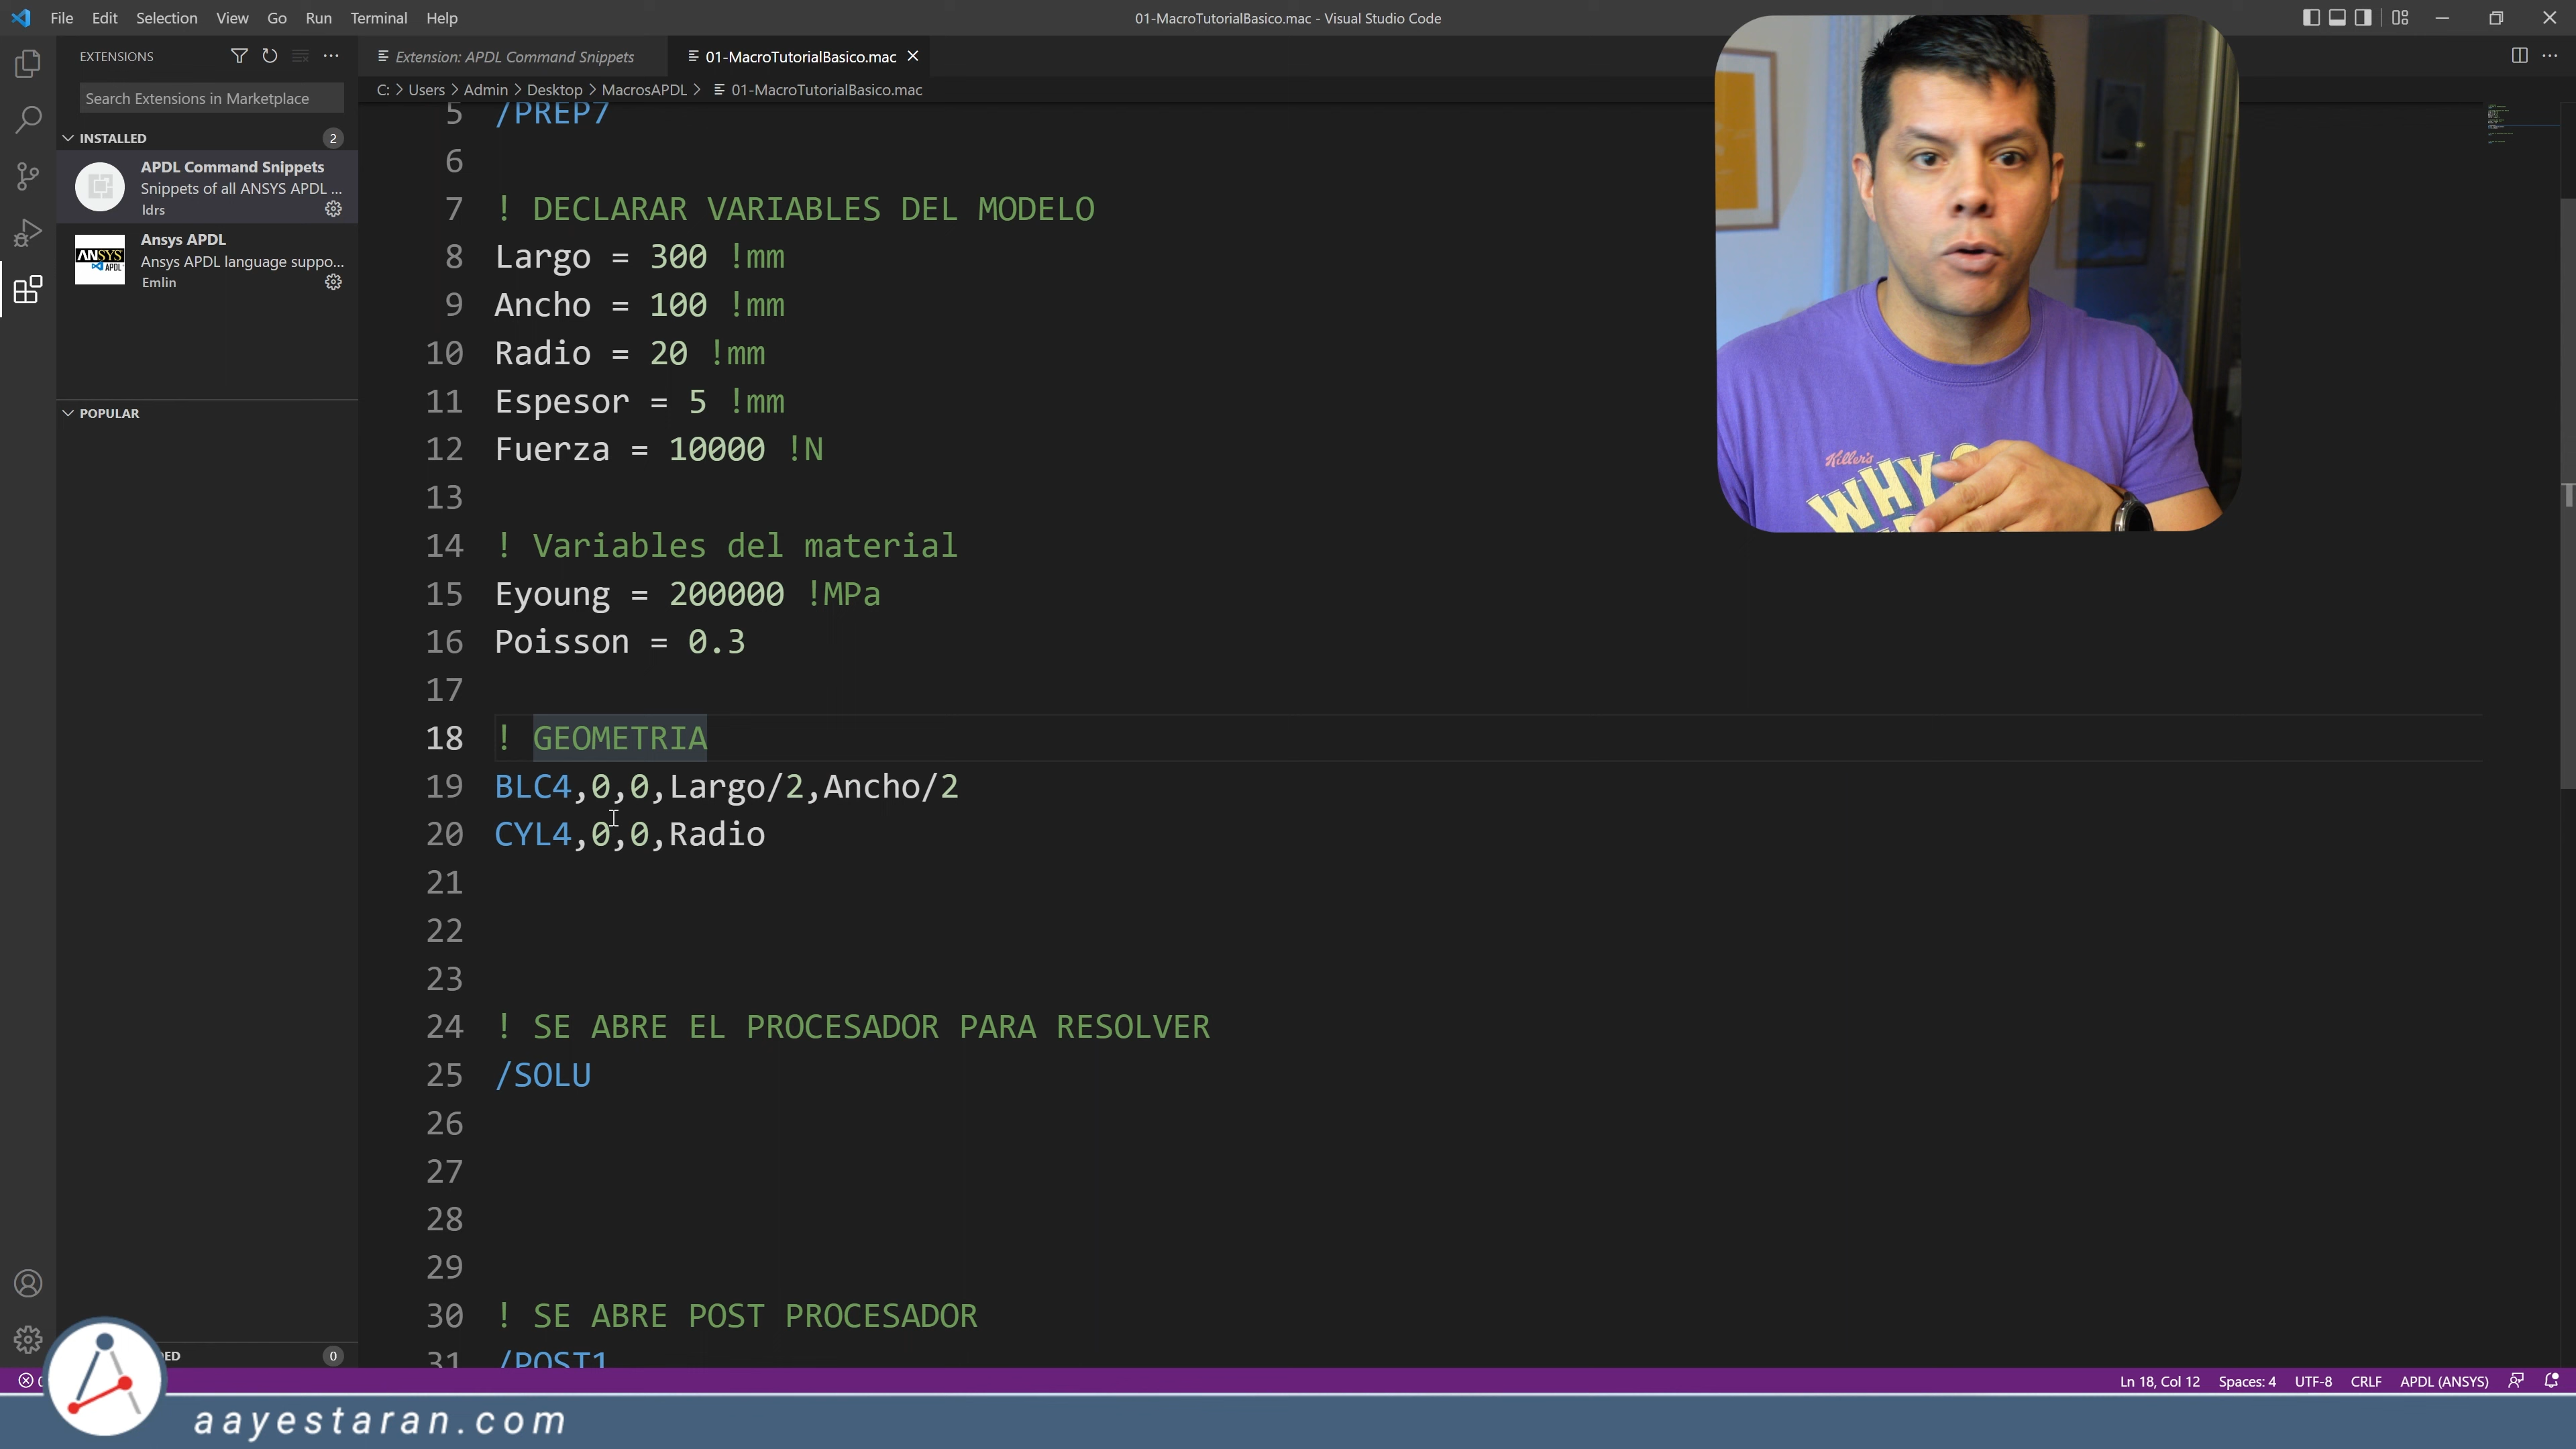 File Edit Selection View Go Run Terminal Help
01-MacroTutorialBasico.mac - Visual Studio Code
EXTENSIONS
Extension: APDL Command Snippets
01-MacroTutorialBasico.mac
Search Extensions in Marketplace
C: > Users > Admin > Desktop > MacrosAPDL > 01-MacroTutorialBasico.mac
INSTALLED 2
APDL Command Snippets
Snippets of all ANSYS APDL ...
ldrs
ANSYS APDL
Ansys APDL
Ansys APDL language suppo...
Emlin
POPULAR
5 /PREP7
6
7 ! DECLARAR VARIABLES DEL MODELO
8 Largo = 300 !mm
9 Ancho = 100 !mm
10 Radio = 20 !mm
11 Espesor = 5 !mm
12 Fuerza = 10000 !N
13
14 ! Variables del material
15 Eyoung = 200000 !MPa
16 Poisson = 0.3
17
18 ! GEOMETRIA
19 BLC4,0,0,Largo/2,Ancho/2
20 CYL4,0,0,Radio
21
22
23
24 ! SE ABRE EL PROCESADOR PARA RESOLVER
25 /SOLU
26
27
28
29
30 ! SE ABRE POST PROCESADOR
31 /POST1
Killer's
WHY
DED 0
Ln 18, Col 12 Spaces: 4 UTF-8 CRLF APDL (ANSYS)
aayestaran.com